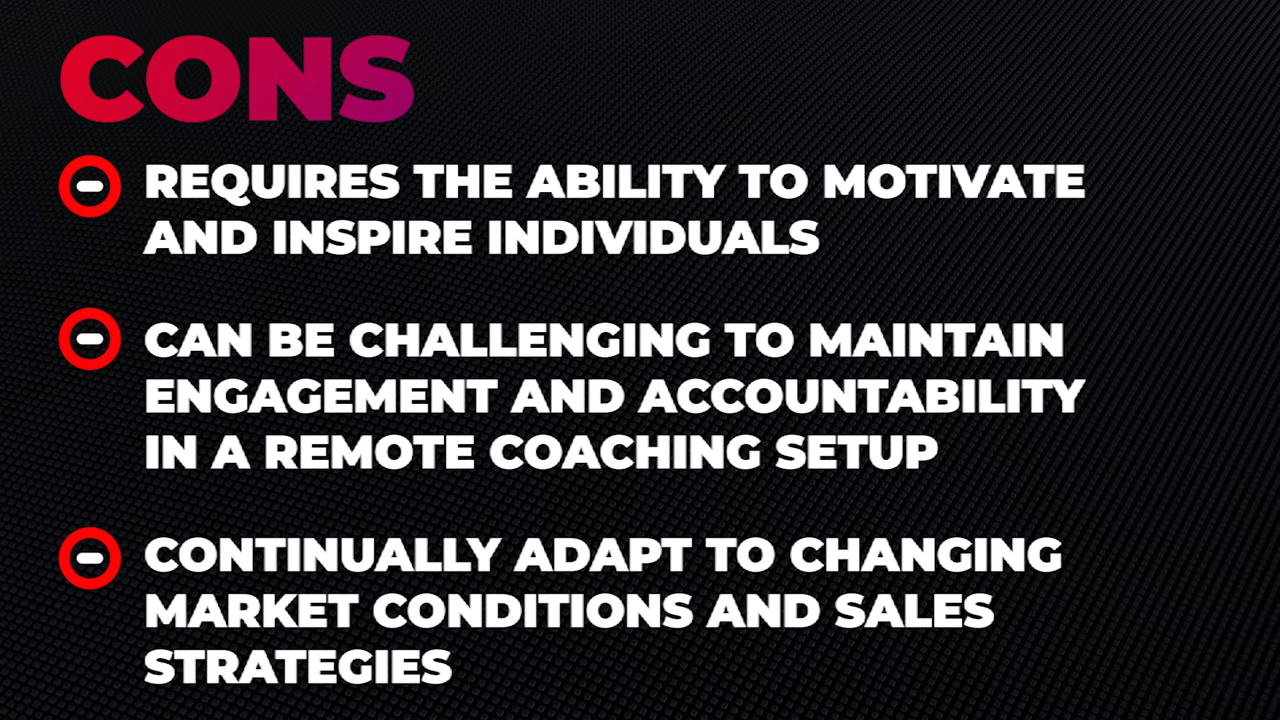 CONS
REQUIRES THE ABILITY TO MOTIVATE
AND INSPIRE INDIVIDUALS
CAN BE CHALLENGING TO MAINTAIN
ENGAGEMENT AND ACCOUNTABILITY
IN A REMOTE COACHING SETUP
CONTINUALLY ADAPT TO CHANGING
MARKET CONDITIONS AND SALES
STRATEGIES